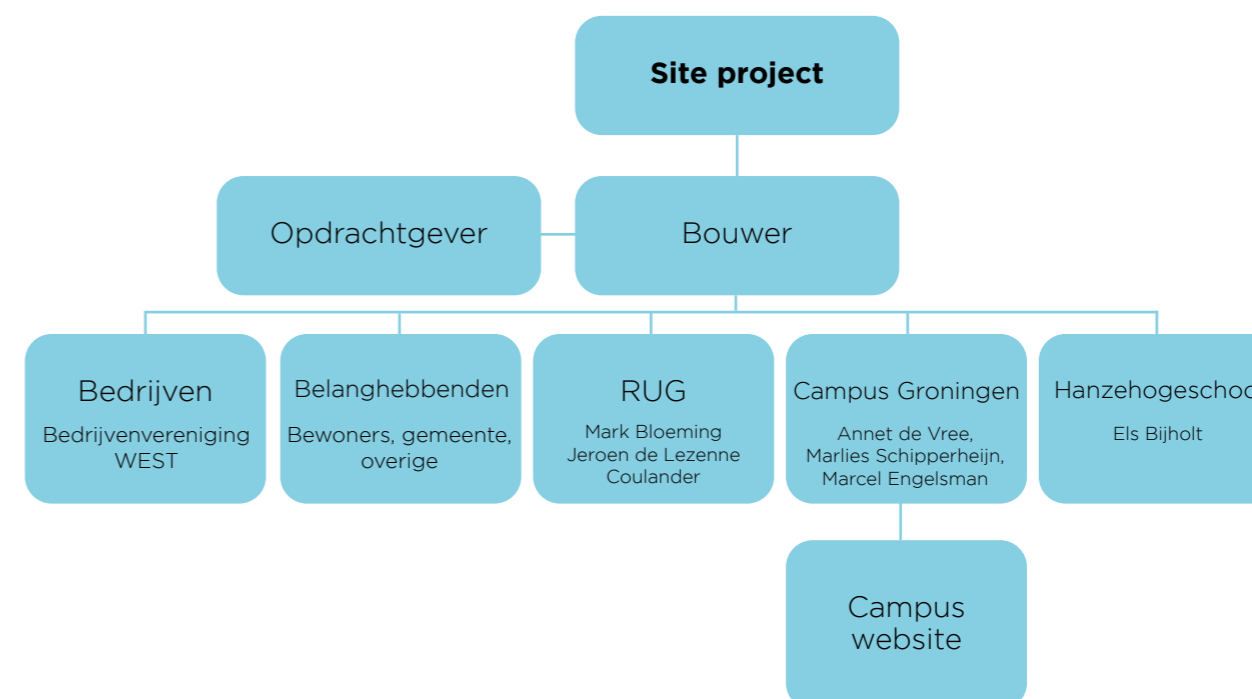 Site project
Opdrachtgever
Bouwer
Bedrijven
Bedrijvenvereniging
WEST
Belanghebbenden
Bewoners, gemeente,
overige
RUG
Mark Bloeming
Jeroen de Lezenne
Coulander
Campus Groningen
Annet de Vree,
Marlies Schipperheijn,
Marcel Engelsman
Hanzehogeschoo
Els Bijholt
Campus
website